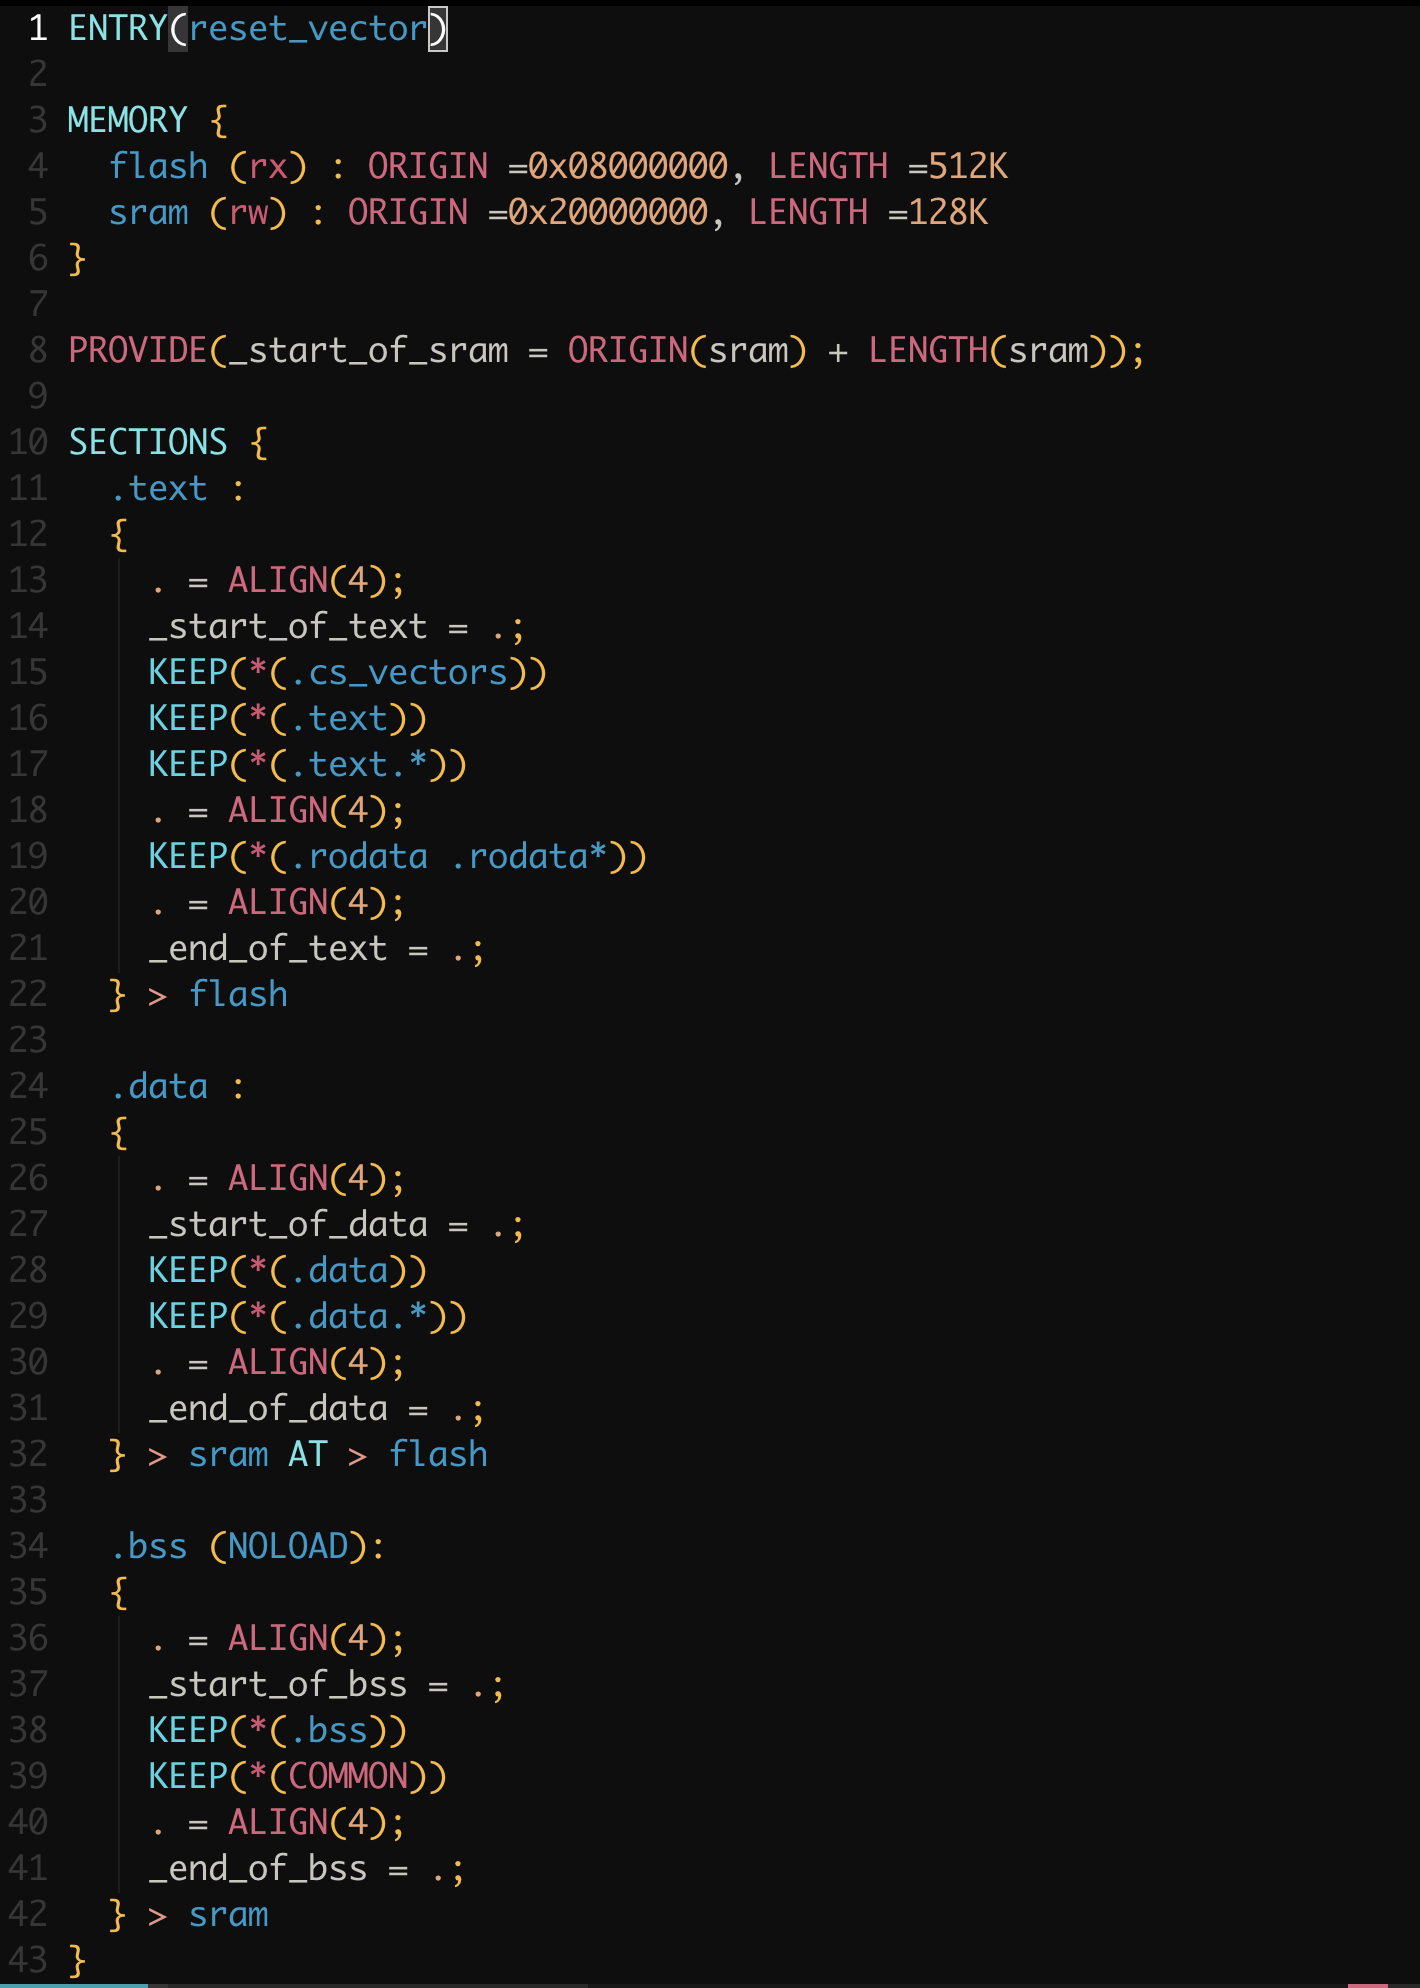 1 ENTRY(reset_vector)
2
3 MEMORY {
4   flash (rx) : ORIGIN =0x08000000, LENGTH =512K
5   sram (rw) : ORIGIN =0x20000000, LENGTH =128K
6 }
7
8 PROVIDE(_start_of_sram = ORIGIN(sram) + LENGTH(sram));
9
10 SECTIONS {
11   .text :
12   {
13     . = ALIGN(4);
14     _start_of_text = .;
15     KEEP(*(.cs_vectors))
16     KEEP(*(.text))
17     KEEP(*(.text.*))
18     . = ALIGN(4);
19     KEEP(*(.rodata .rodata*))
20     . = ALIGN(4);
21     _end_of_text = .;
22   } > flash
23
24   .data :
25   {
26     . = ALIGN(4);
27     _start_of_data = .;
28     KEEP(*(.data))
29     KEEP(*(.data.*))
30     . = ALIGN(4);
31     _end_of_data = .;
32   } > sram AT > flash
33
34   .bss (NOLOAD):
35   {
36     . = ALIGN(4);
37     _start_of_bss = .;
38     KEEP(*(.bss))
39     KEEP(*(COMMON))
40     . = ALIGN(4);
41     _end_of_bss = .;
42   } > sram
43 }